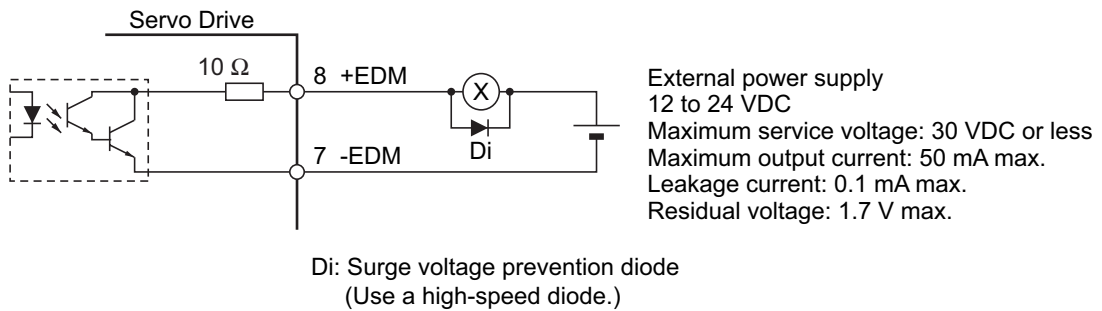 Servo Drive
10 Ω
8 +EDM
X
Di
7 -EDM
External power supply
12 to 24 VDC
Maximum service voltage: 30 VDC or less
Maximum output current: 50 mA max.
Leakage current: 0.1 mA max.
Residual voltage: 1.7 V max.
Di: Surge voltage prevention diode
(Use a high-speed diode.)